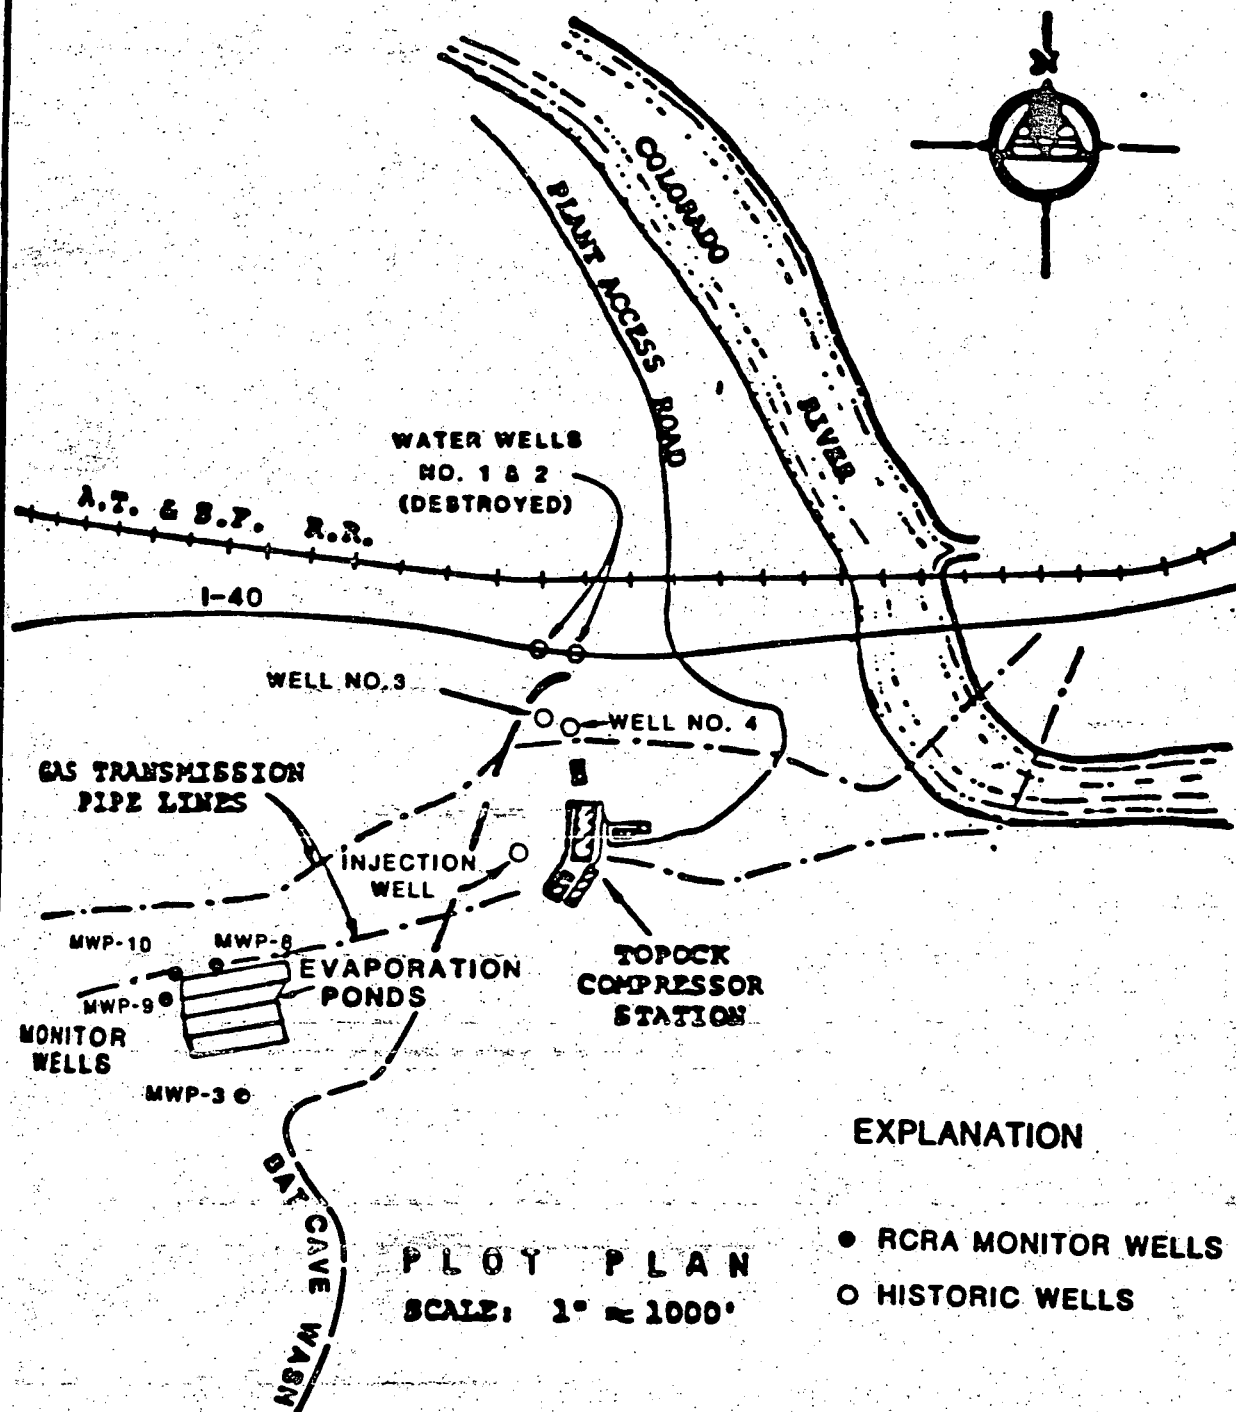 N
COLORADO
RIVER
PLANT ACCESS ROAD
WATER WELLS
NO. 1 & 2
(DESTROYED)
A.T. & S.F. R.R.
I-40
WELL NO.3
WELL NO. 4
GAS TRANSMISSION
PIPE LINES
INJECTION
WELL
MWP-10
MWP-8
EVAPORATION
PONDS
MWP-9
MONITOR
WELLS
MWP-3
TOPOCK
COMPRESSOR
STATION
BAT CAVE WASH
EXPLANATION
RCRA MONITOR WELLS
HISTORIC WELLS
PLOT PLAN
SCALE: 1" ≈ 1000'